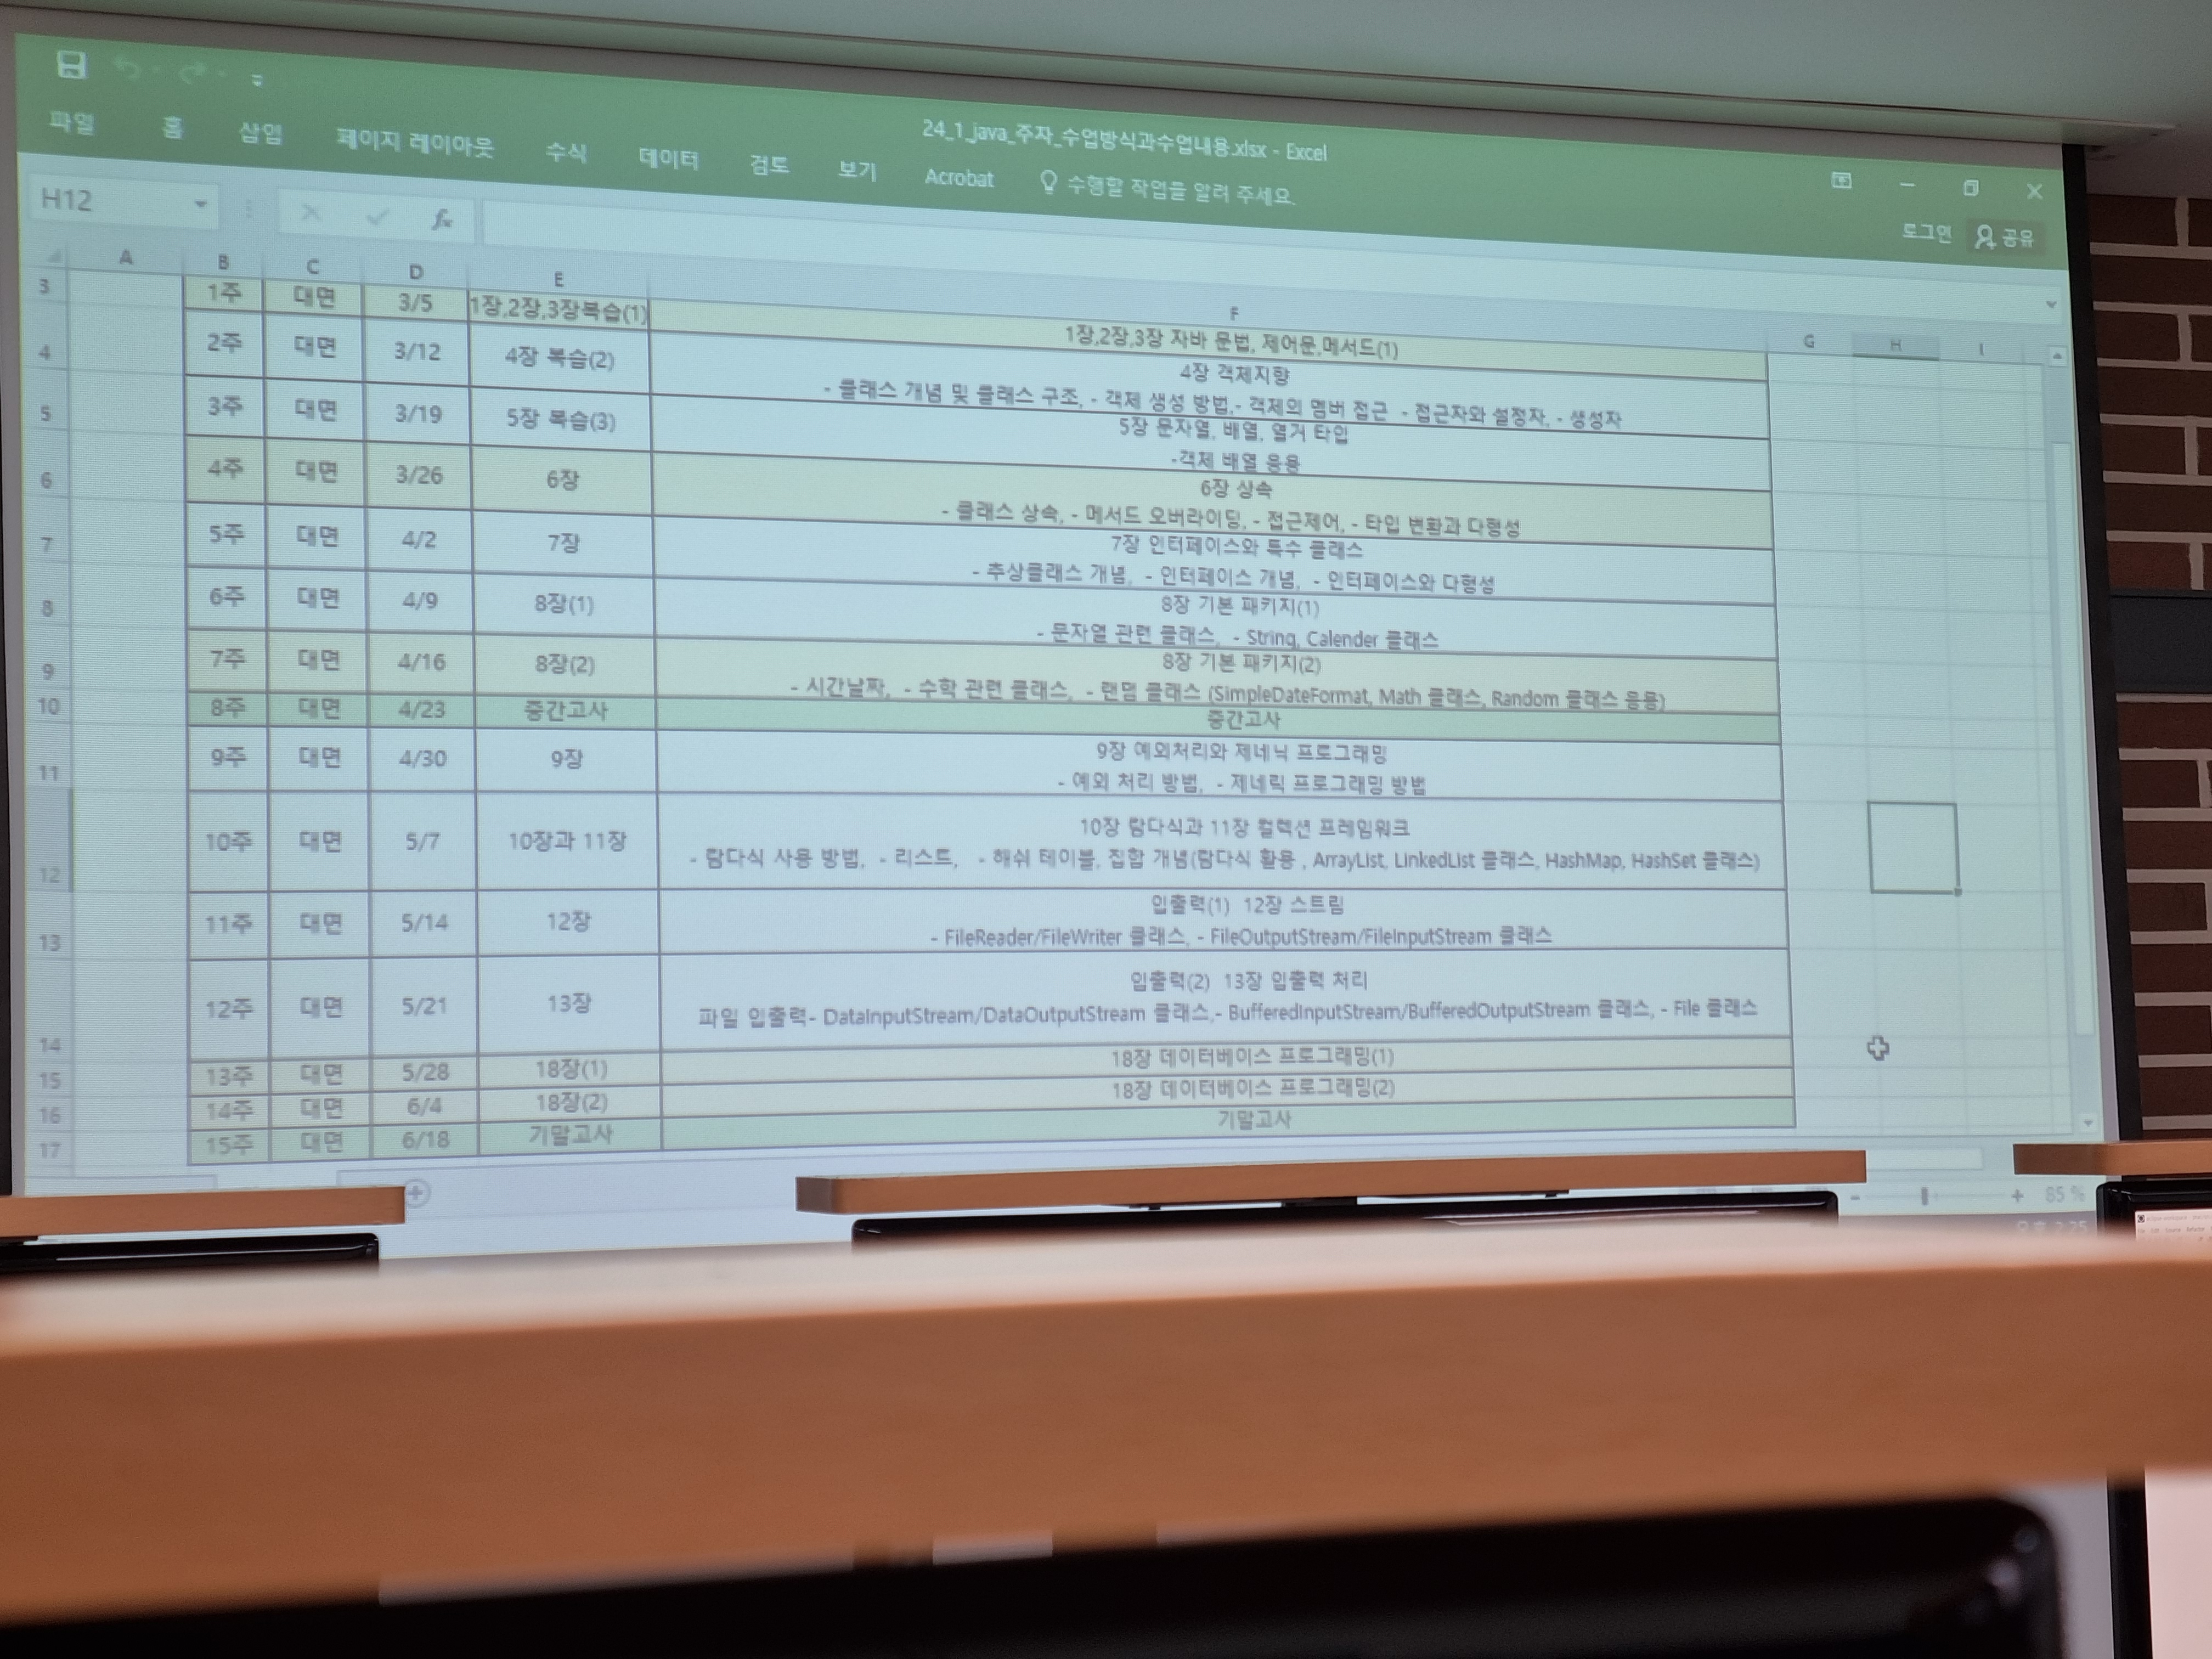 24_1_java_주차_수업방식과수업내용.xlsx - Excel
파일 홈 삽입 페이지 레이아웃 수식 데이터 검토 보기 Acrobat 수행할 작업을 알려 주세요.
로그인 공유
H12 fx
A B C D E F G H I
3 1주 대면 3/5 1장,2장,3장복습(1) 1장,2장,3장 자바 문법, 제어문,메서드(1)
4 2주 대면 3/12 4장 복습(2) 4장 객체지향
- 클래스 개념 및 클래스 구조, - 객체 생성 방법,- 객체의 멤버 접근 - 접근자와 설정자, - 생성자
5 3주 대면 3/19 5장 복습(3) 5장 문자열, 배열, 열거 타입
-객체 배열 응용
6 4주 대면 3/26 6장 6장 상속
- 클래스 상속, - 메서드 오버라이딩, - 접근제어, - 타입 변환과 다형성
7 5주 대면 4/2 7장 7장 인터페이스와 특수 클래스
- 추상클래스 개념, - 인터페이스 개념, - 인터페이스와 다형성
8 6주 대면 4/9 8장(1) 8장 기본 패키지(1)
- 문자열 관련 클래스, - String, Calender 클래스
9 7주 대면 4/16 8장(2) 8장 기본 패키지(2)
- 시간날짜, - 수학 관련 클래스, - 랜덤 클래스 (SimpleDateFormat, Math 클래스, Random 클래스 응용)
10 8주 대면 4/23 중간고사 중간고사
11 9주 대면 4/30 9장 9장 예외처리와 제네닉 프로그래밍
- 예외 처리 방법, - 제네릭 프로그래밍 방법
12 10주 대면 5/7 10장과 11장 10장 람다식과 11장 컬렉션 프레임워크
- 람다식 사용 방법, - 리스트, - 해쉬 테이블, 집합 개념(람다식 활용 , ArrayList, LinkedList 클래스, HashMap, HashSet 클래스)
13 11주 대면 5/14 12장 입출력(1) 12장 스트림
- FileReader/FileWriter 클래스, - FileOutputStream/FileInputStream 클래스
14 12주 대면 5/21 13장 입출력(2) 13장 입출력 처리
파일 입출력- DataInputStream/DataOutputStream 클래스,- BufferedInputStream/BufferedOutputStream 클래스, - File 클래스
15 13주 대면 5/28 18장(1) 18장 데이터베이스 프로그래밍(1)
16 14주 대면 6/4 18장(2) 18장 데이터베이스 프로그래밍(2)
17 15주 대면 6/18 기말고사 기말고사
85 %